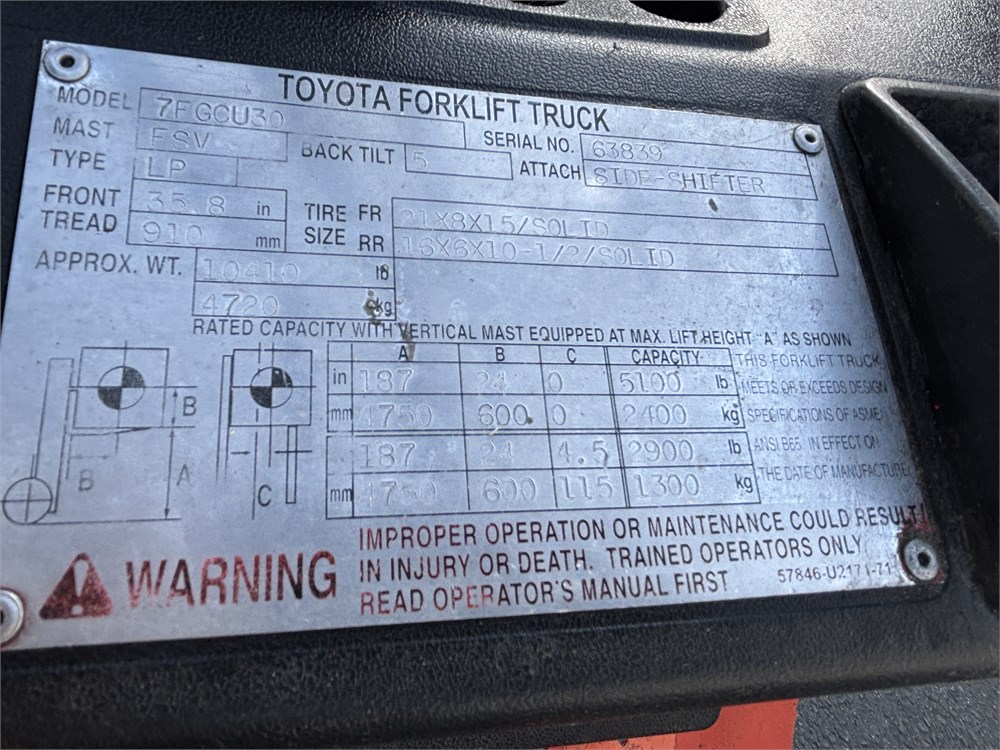 TOYOTA FORKLIFT TRUCK
MODEL 7FGCU30 SERIAL NO. 63839
MAST FSV BACK TILT 5 ATTACH SIDE-SHIFTER
TYPE LP
FRONT TREAD 35.8 in TIRE SIZE FR 21X8X15/SOLID
910 mm RR 16X6X10-1/2/SOLID
APPROX. WT. 10410 lb
4720 kg
RATED CAPACITY WITH VERTICAL MAST EQUIPPED AT MAX. LIFT HEIGHT "A" AS SHOWN
A B C CAPACITY
in 187 24 0 5100 lb
mm 4750 600 0 2400 kg
187 24 4.5 2900 lb
mm 4750 600 115 1300 kg
THIS FORKLIFT TRUCK
MEETS OR EXCEEDS DESIGN
SPECIFICATIONS OF ASME
ANSI B65. IN EFFECT ON
THE DATE OF MANUFACTURE
B
B
A
C
WARNING
IMPROPER OPERATION OR MAINTENANCE COULD RESULT
IN INJURY OR DEATH. TRAINED OPERATORS ONLY
READ OPERATOR'S MANUAL FIRST
57846-U2171-71